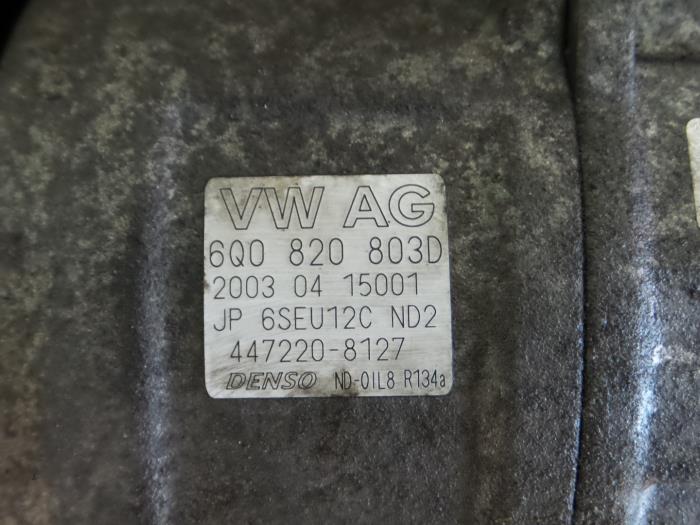 VW AG
6Q0 820 803D
2003 04 15001
JP 6SEU12C ND2
447220-8127
DENSO ND-OIL8 R134a